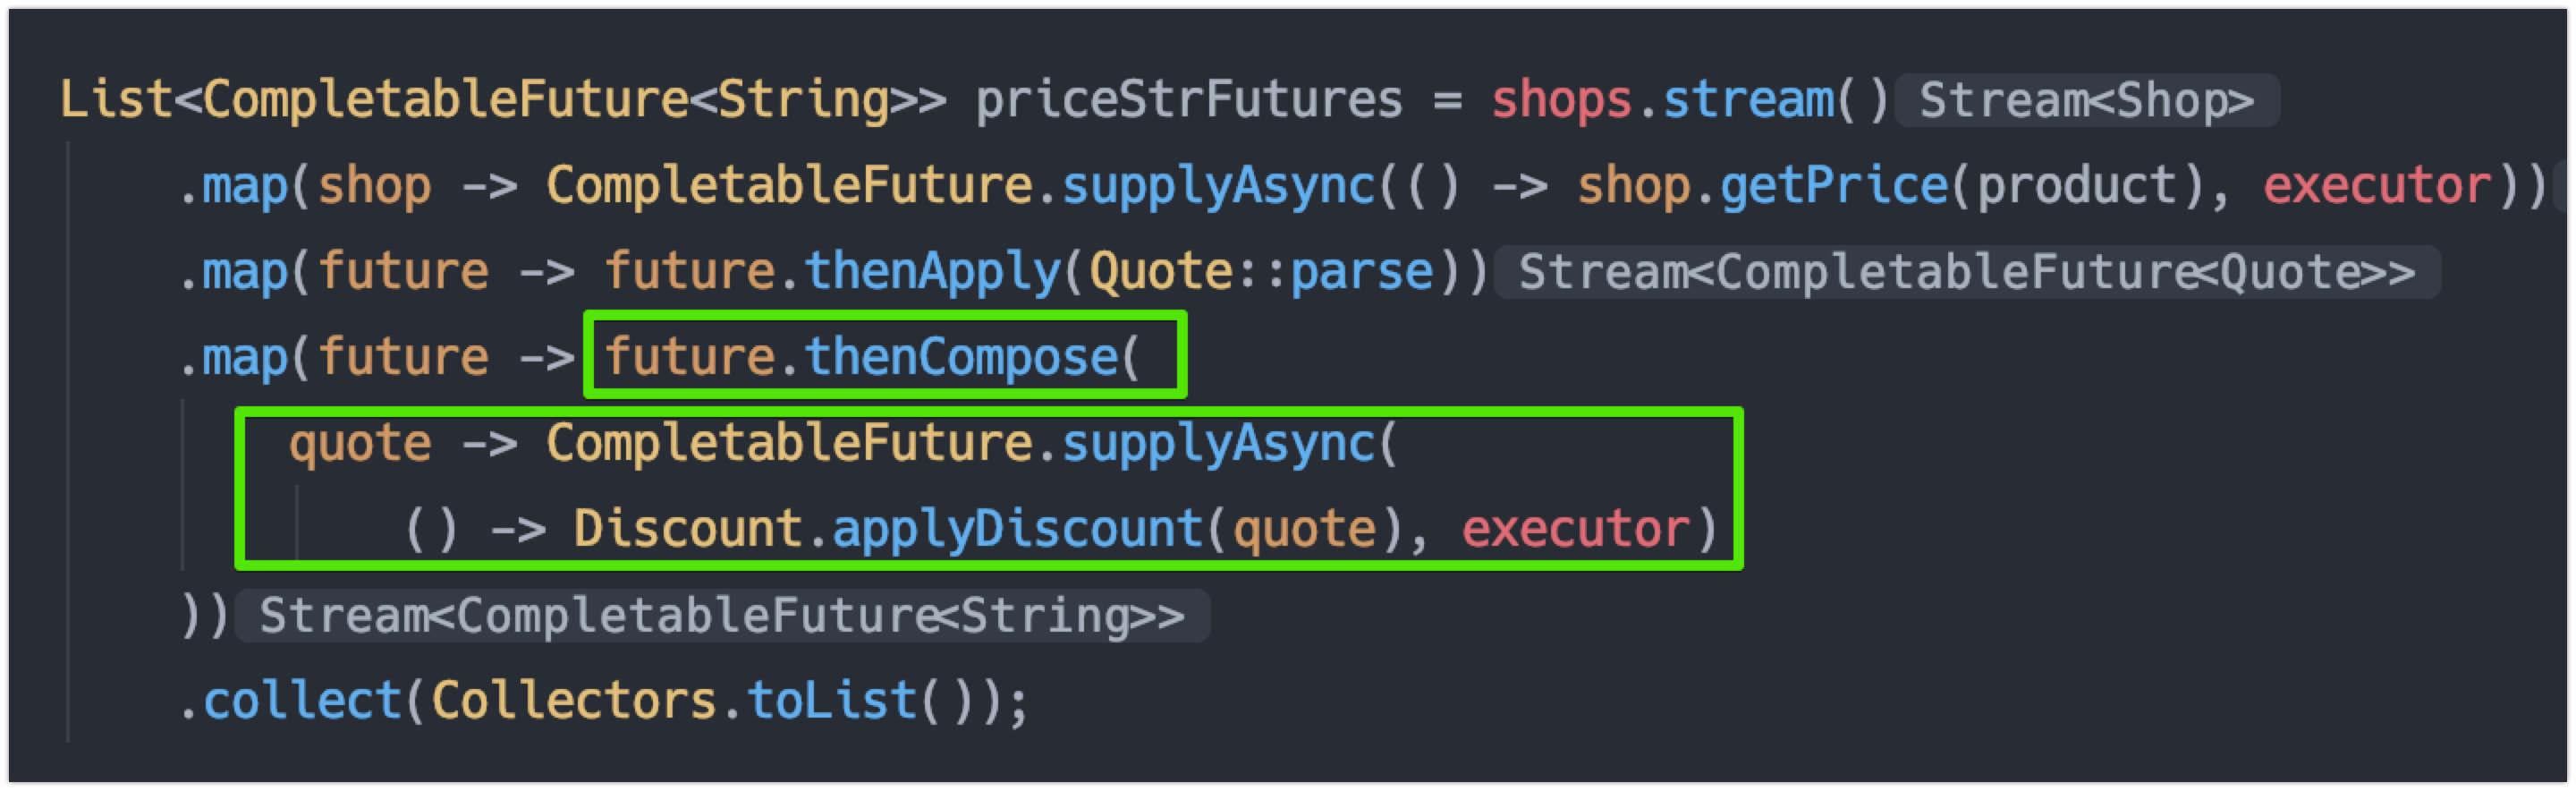 List<CompletableFuture<String>> priceStrFutures = shops.stream() Stream<Shop>
.map(shop -> CompletableFuture.supplyAsync(() -> shop.getPrice(product), executor))
.map(future -> future.thenApply(Quote::parse)) Stream<CompletableFuture<Quote>>
.map(future -> future.thenCompose(
quote -> CompletableFuture.supplyAsync(
() -> Discount.applyDiscount(quote), executor)
)) Stream<CompletableFuture<String>>
.collect(Collectors.toList());